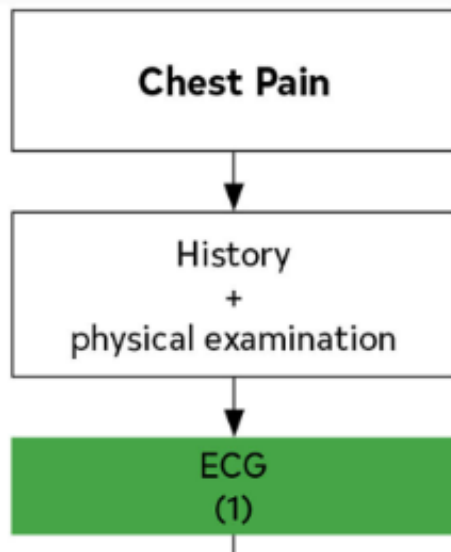 Chest Pain
History
+
physical examination
ECG
(1)